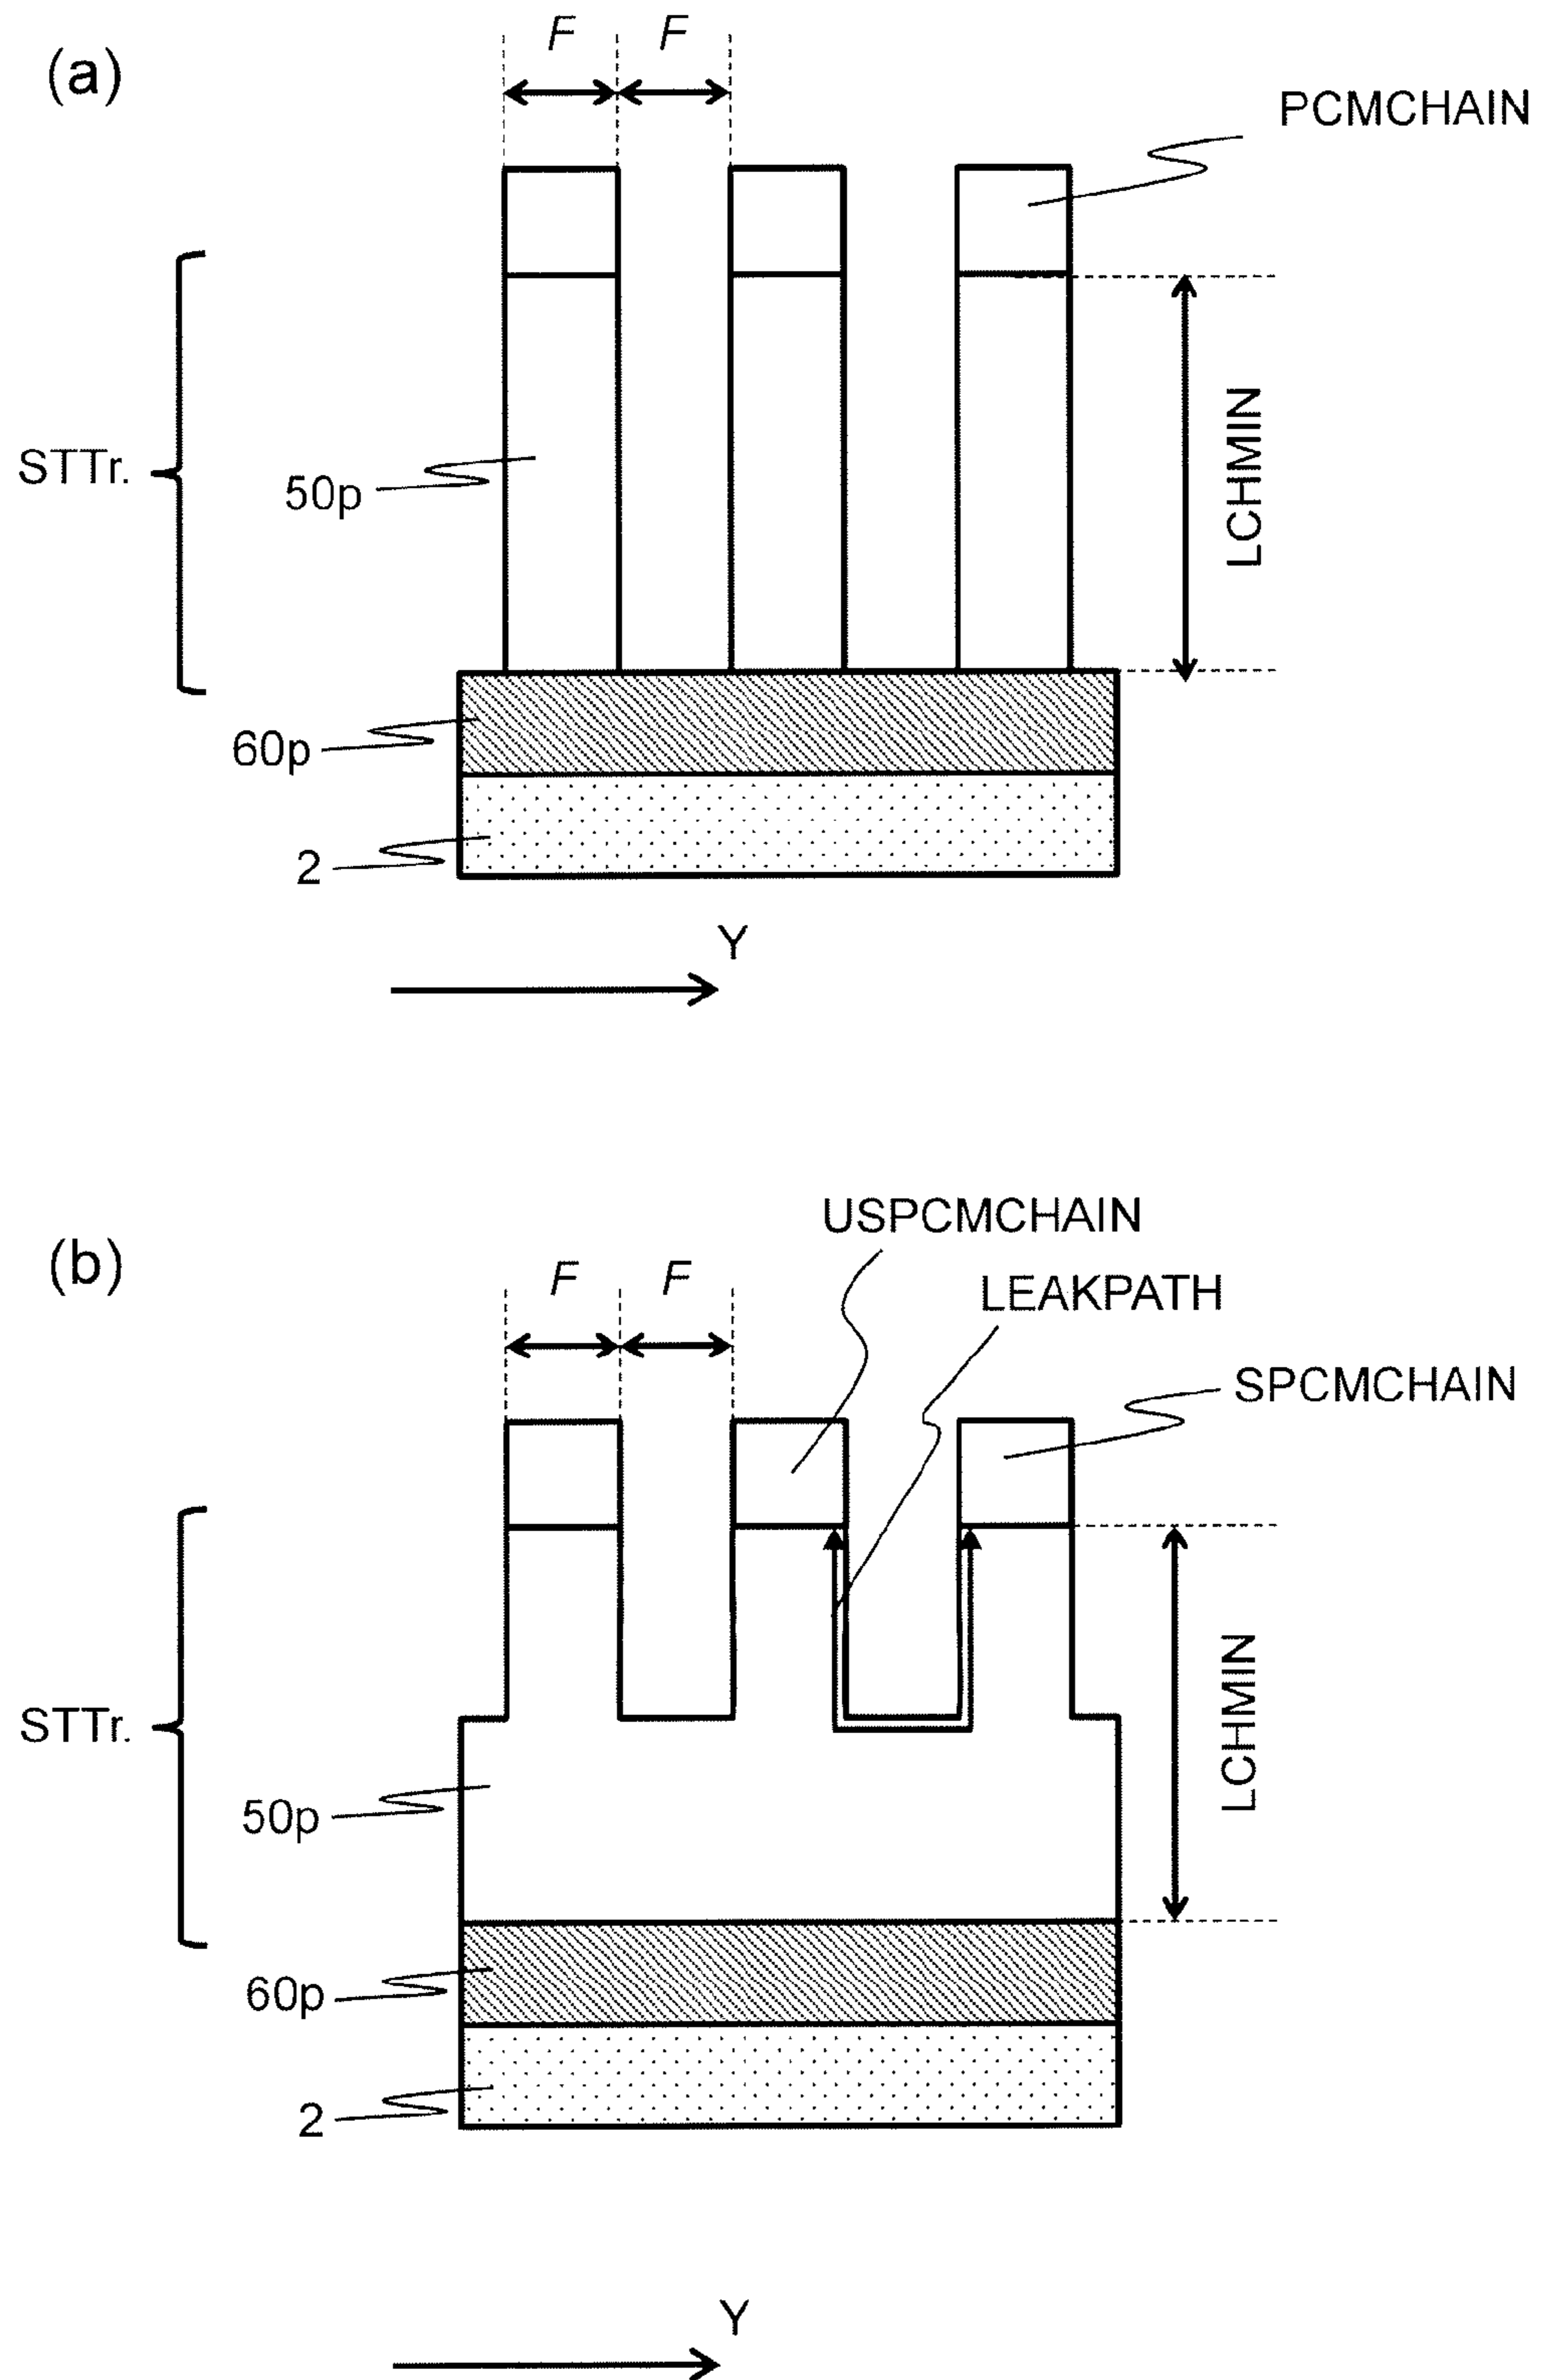 (a)
F F
PCMCHAIN
STTr.
50p
LCHMIN
60p
2
Y
(b)
USPCMCHAIN
F F
LEAKPATH
SPCMCHAIN
STTr.
LCHMIN
50p
60p
2
Y